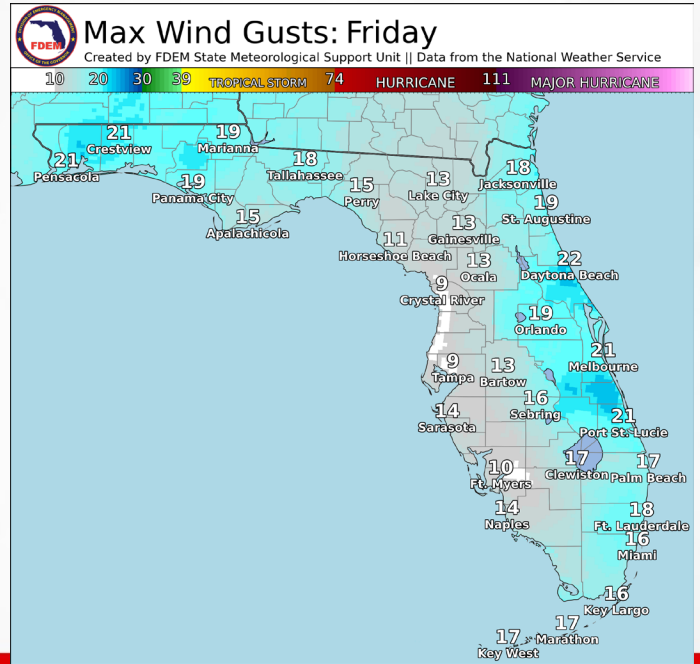 Max Wind Gusts: Friday
FDEM
Created by FDEM State Meteorological Support Unit || Data from the National Weather Service
10 20 30 39 TROPICAL STORM 74 HURRICANE 111 MAJOR HURRICANE
21
Crestview
19
Marianna
21
Pensacola
18
Tallahassee
19
Panama City
15
Perry
13
Lake City
18
Jacksonville
15
Apalachicola
19
St. Augustine
13
Gainesville
11
Horseshoe Beach
13
Ocala
22
Daytona Beach
9
Crystal River
19
Orlando
21
Melbourne
9
Tampa
13
Bartow
16
Sebring
14
Sarasota
21
Port St. Lucie
17
Clewiston
17
Palm Beach
10
Ft. Myers
14
Naples
18
Ft. Lauderdale
16
Miami
16
Key Largo
17
Marathon
17
Key West